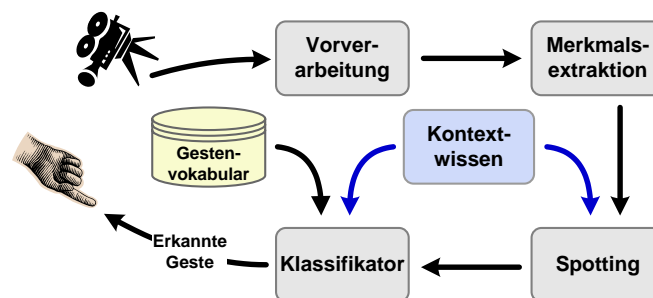 Vorver-
arbeitung
Merkmals-
extraktion
Gesten-
vokabular
Kontext-
wissen
Erkannte
Geste
Klassifikator
Spotting